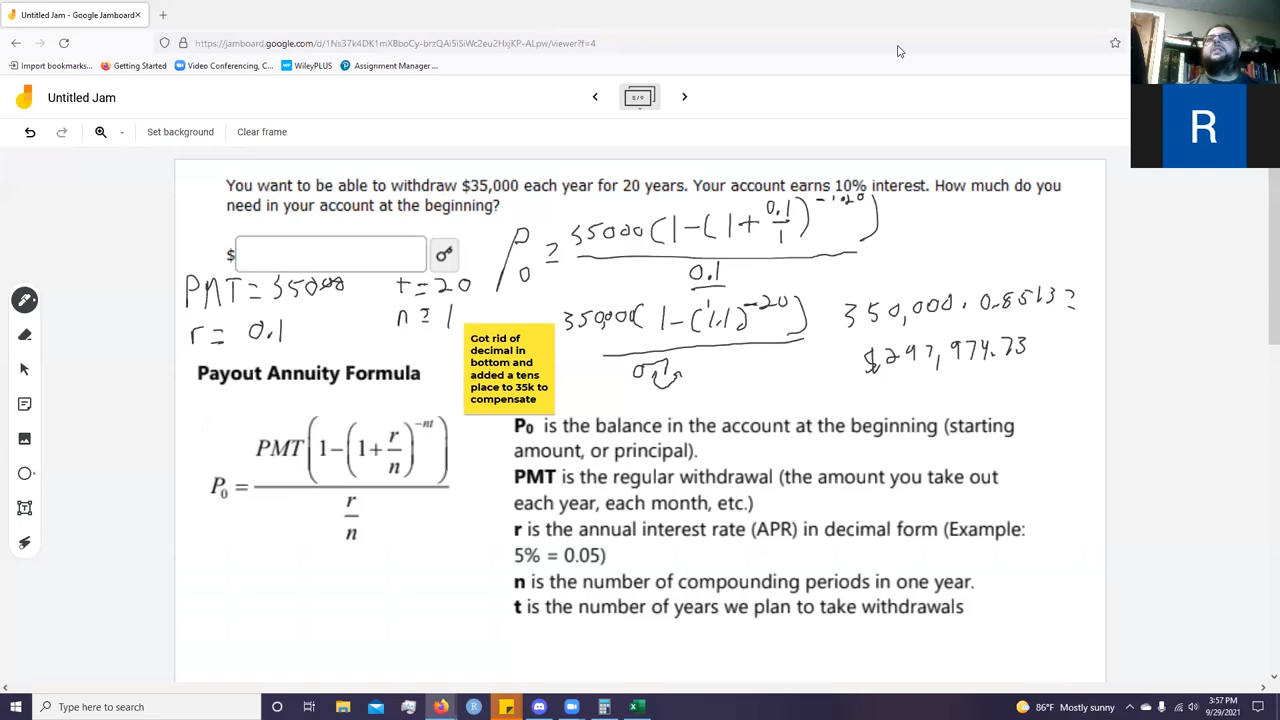 Untitled Jam - Google Jamboard
https://jamboard.google.com/d/1Ns37k4DK1mXBboCy-brzQAi5iSiWc2eu2HxjKP-ALpw/viewer?f=4
Import bookmarks... Getting Started Video Conferencing, C... WileyPLUS Assignment Manager ...
Untitled Jam
5 / 9
Set background Clear frame
R
You want to be able to withdraw $35,000 each year for 20 years. Your account earns 10% interest. How much do you
need in your account at the beginning?
$
P0 = 35000(1-(1+0.1/1)^-1.20) / 0.1
PMT = 35000 t = 20
r = 0.1 n = 1
350,000(1-(1.1)^-20) / 0.1
350,000 · 0.8513 =
$297,974.73
Got rid of
decimal in
bottom and
added a tens
place to 35k to
compensate
Payout Annuity Formula
P0 = PMT(1-(1+r/n)^-nt) / (r/n)
P0 is the balance in the account at the beginning (starting
amount, or principal).
PMT is the regular withdrawal (the amount you take out
each year, each month, etc.)
r is the annual interest rate (APR) in decimal form (Example:
5% = 0.05)
n is the number of compounding periods in one year.
t is the number of years we plan to take withdrawals
Type here to search
86°F Mostly sunny
3:57 PM
9/29/2021